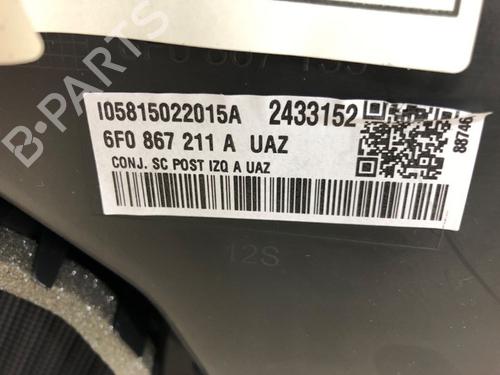 I05815022015A 2433152
6F0 867 211 A UAZ
CONJ. SC POST IZQ A UAZ
88746
12S
B-PARTS